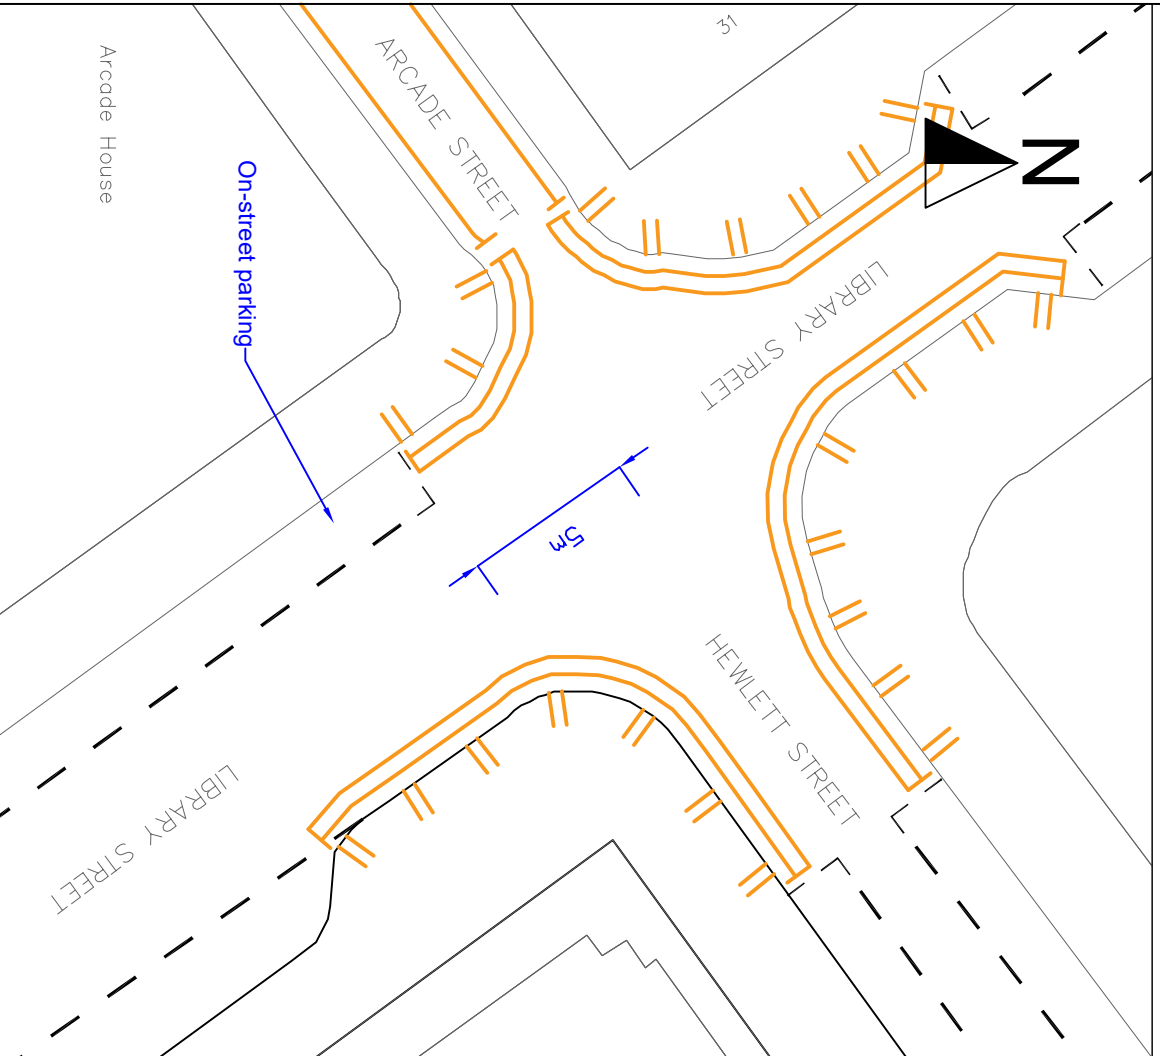 31
ARCADE STREET
Arcade House
N
On-street parking
LIBRARY STREET
5m
HEWLETT STREET
LIBRARY STREET